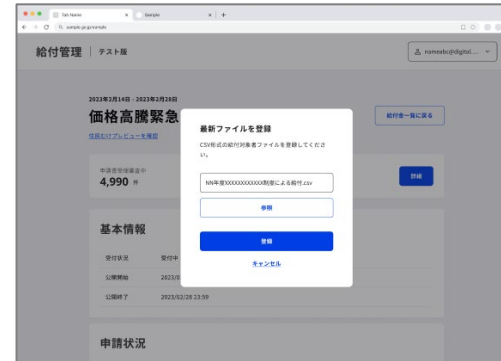 Tab Name
Sample
sample.go.jp/sample
給付管理 テスト版
nameabc@digital....
2023年2月14日 - 2023年2月28日
価格高騰緊急
給付金一覧に戻る
住民むけプレビューを確認
申請書受領審査中
4,990 件
詳細
基本情報
受付状況 受付中
公開開始 2023/0
公開終了 2023/02/28 23:59
申請状況
最新ファイルを登録
CSV形式の給付対象者ファイルを登録してくださ
い。
NN年度XXXXXXXXXXX制度による給付.csv
参照
登録
キャンセル